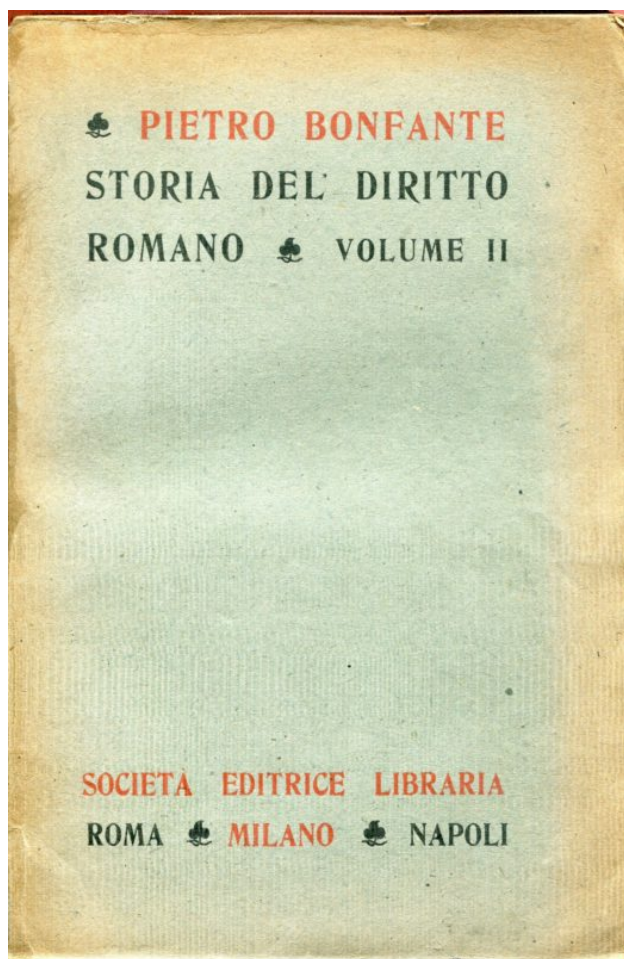 PIETRO BONFANTE
STORIA DEL DIRITTO
ROMANO VOLUME II
SOCIETÀ EDITRICE LIBRARIA
ROMA MILANO NAPOLI